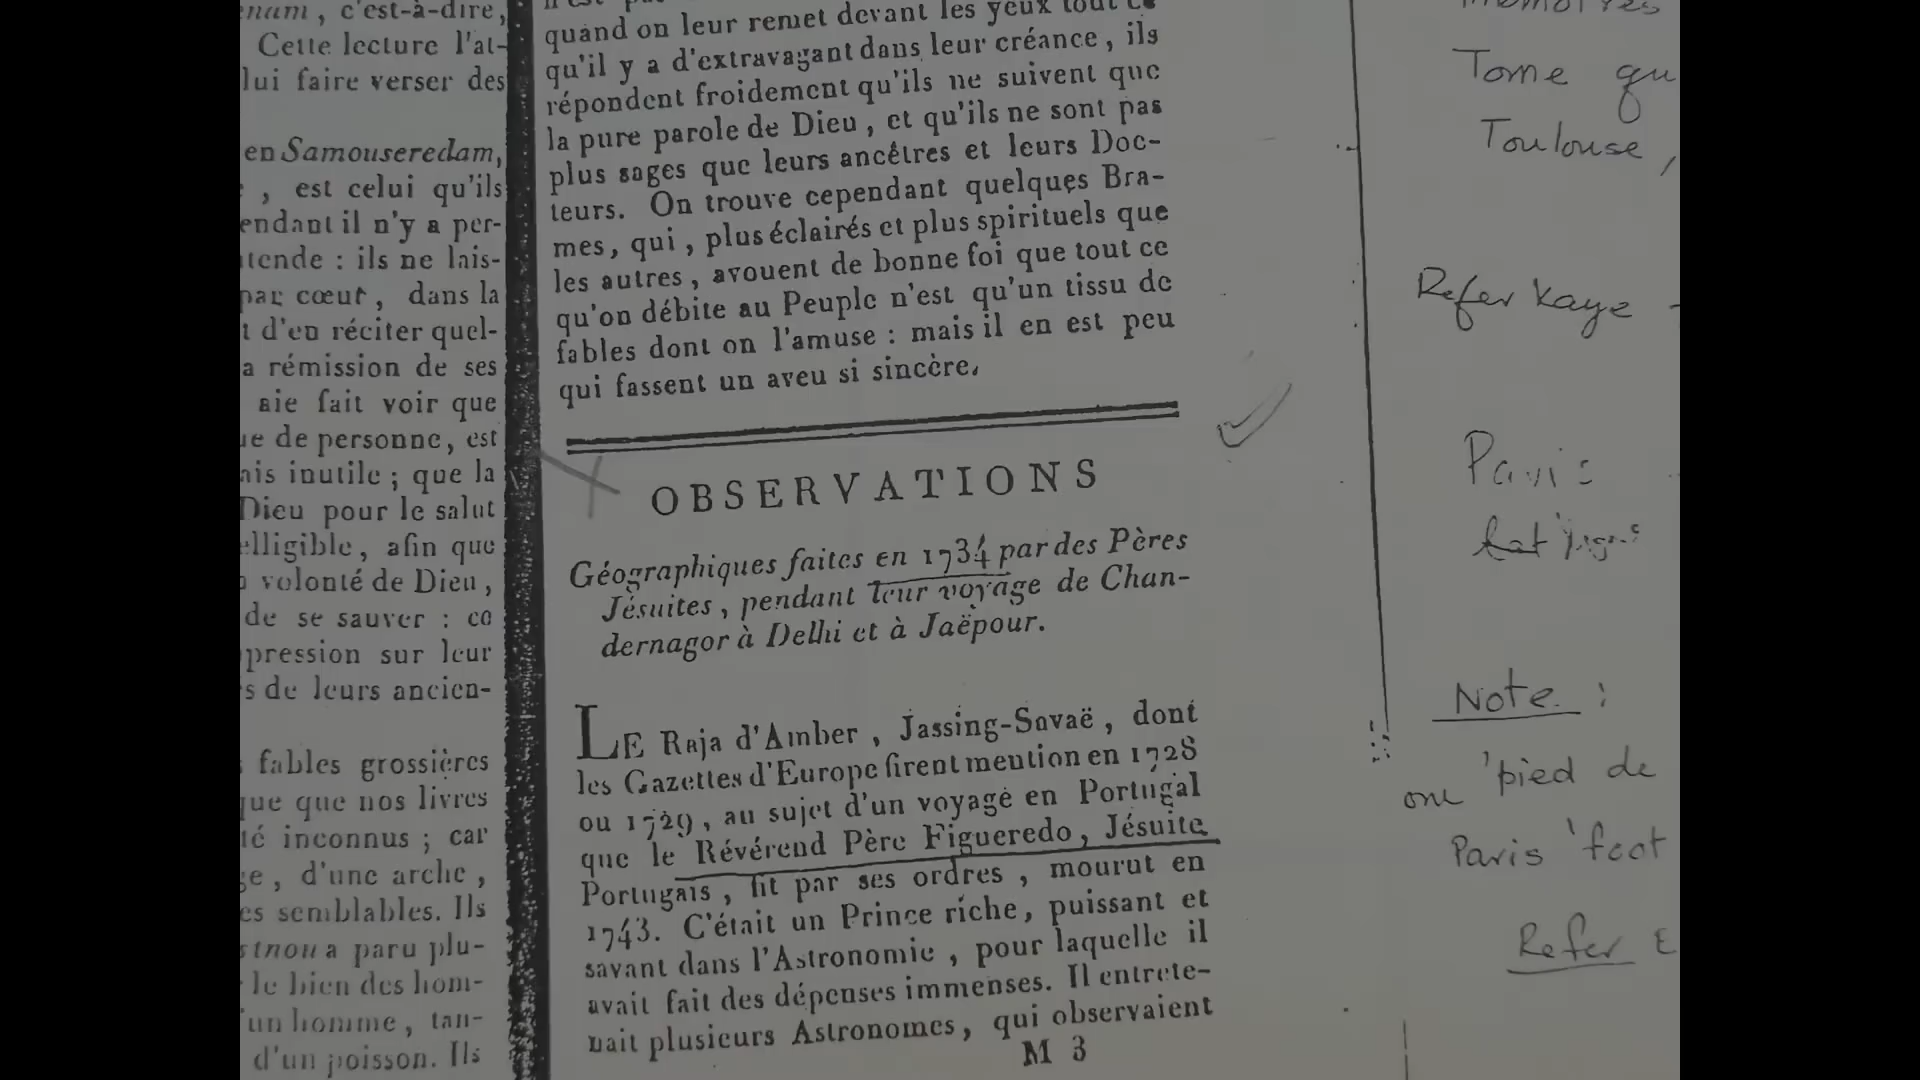 enam, c'est-à-dire,
Cette lecture l'at-
lui faire verser des
en Samouseredam,
, est celui qu'ils
endant il n'y a per-
tende : ils ne lais-
par cœur, dans la
t d'en réciter quel-
a rémission de ses
aie fait voir que
ue de personne, est
ais inutile ; que la
Dieu pour le salut
elligible, afin que
volonté de Dieu,
de se sauver : ce
pression sur leur
s de leurs ancien-
fables grossières
que que nos livres
té inconnus ; car
ge, d'une arche,
es semblables. Ils
stnou a paru plu-
le bien des hom-
'un homme, tan-
d'un poisson. Ils
quand on leur remet devant les yeux tout ce
qu'il y a d'extravagant dans leur créance, ils
répondent froidement qu'ils ne suivent que
la pure parole de Dieu, et qu'ils ne sont pas
plus sages que leurs ancêtres et leurs Doc-
teurs. On trouve cependant quelques Bra-
mes, qui, plus éclairés et plus spirituels que
les autres, avouent de bonne foi que tout ce
qu'on débite au Peuple n'est qu'un tissu de
fables dont on l'amuse : mais il en est peu
qui fassent un aveu si sincère.
OBSERVATIONS
Géographiques faites en 1734 par des Pères
Jésuites, pendant leur voyage de Chan-
dernagor à Delhi et à Jaëpour.
LE Raja d'Amber, Jassing-Savaë, dont
les Gazettes d'Europe firent mention en 1728
ou 1729, au sujet d'un voyage en Portugal
que le Révérend Père Figueredo, Jésuite
Portugais, fit par ses ordres, mourut en
1743. C'était un Prince riche, puissant et
savant dans l'Astronomie, pour laquelle il
avait fait des dépenses immenses. Il entrete-
nait plusieurs Astronomes, qui observaient
M 3
Tome qu
Toulouse,
Refer Kaye -
Paris
Note :
one 'pied de
Paris 'foot
Refer E